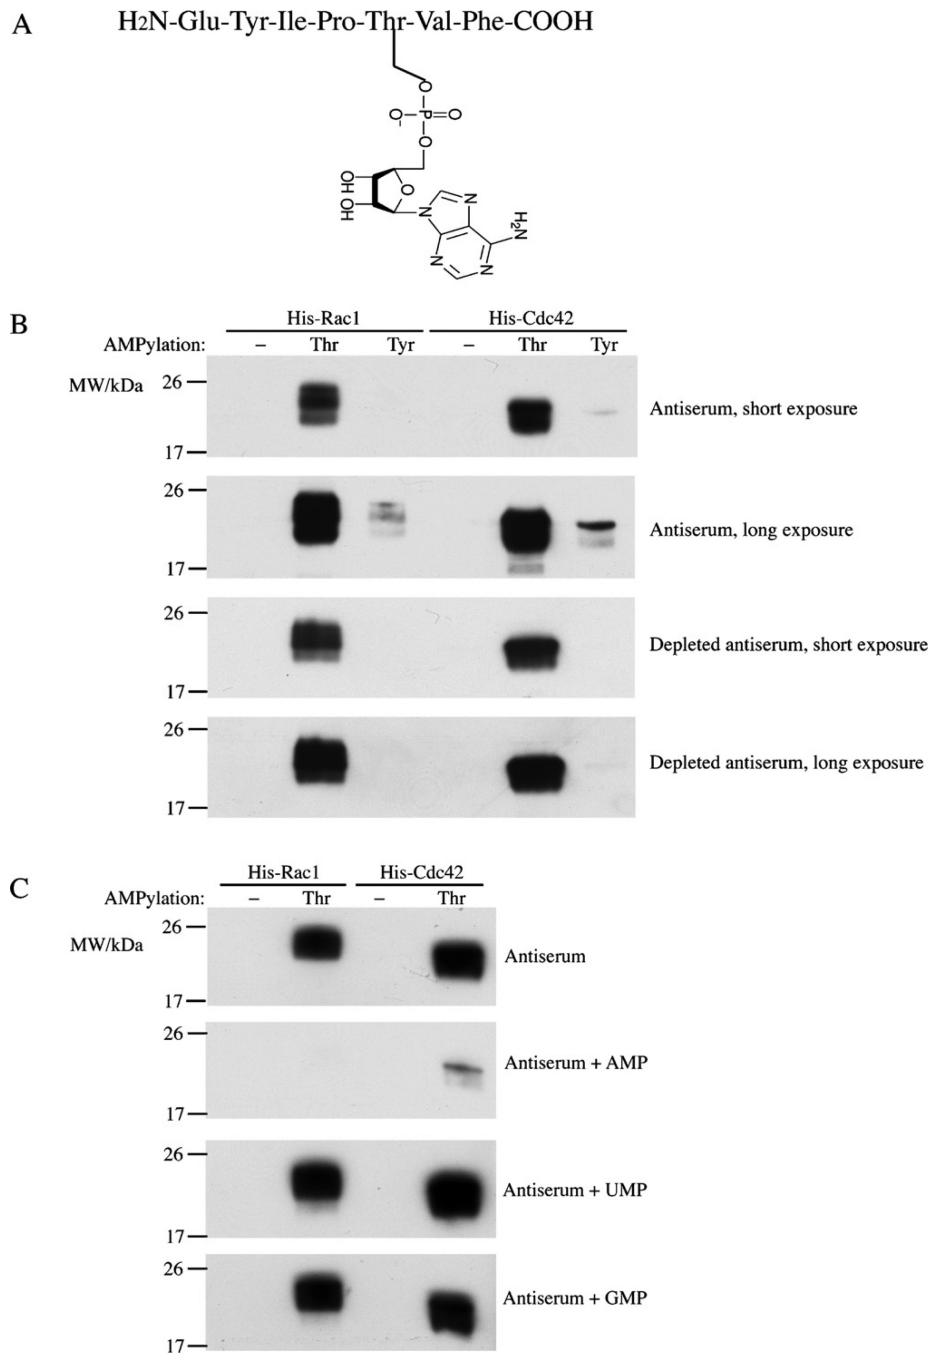 A
H2N-Glu-Tyr-Ile-Pro-Thr-Val-Phe-COOH
O
O⁻ P O
O
OH
OH
O
N
N
N
N
H₂N
B
His-Rac1 His-Cdc42
AMPylation: – Thr Tyr – Thr Tyr
MW/kDa 26
Antiserum, short exposure
17
26
Antiserum, long exposure
17
26
Depleted antiserum, short exposure
17
26
Depleted antiserum, long exposure
17
C
His-Rac1 His-Cdc42
AMPylation: – Thr – Thr
26
MW/kDa
Antiserum
17
26
Antiserum + AMP
17
26
Antiserum + UMP
17
26
Antiserum + GMP
17